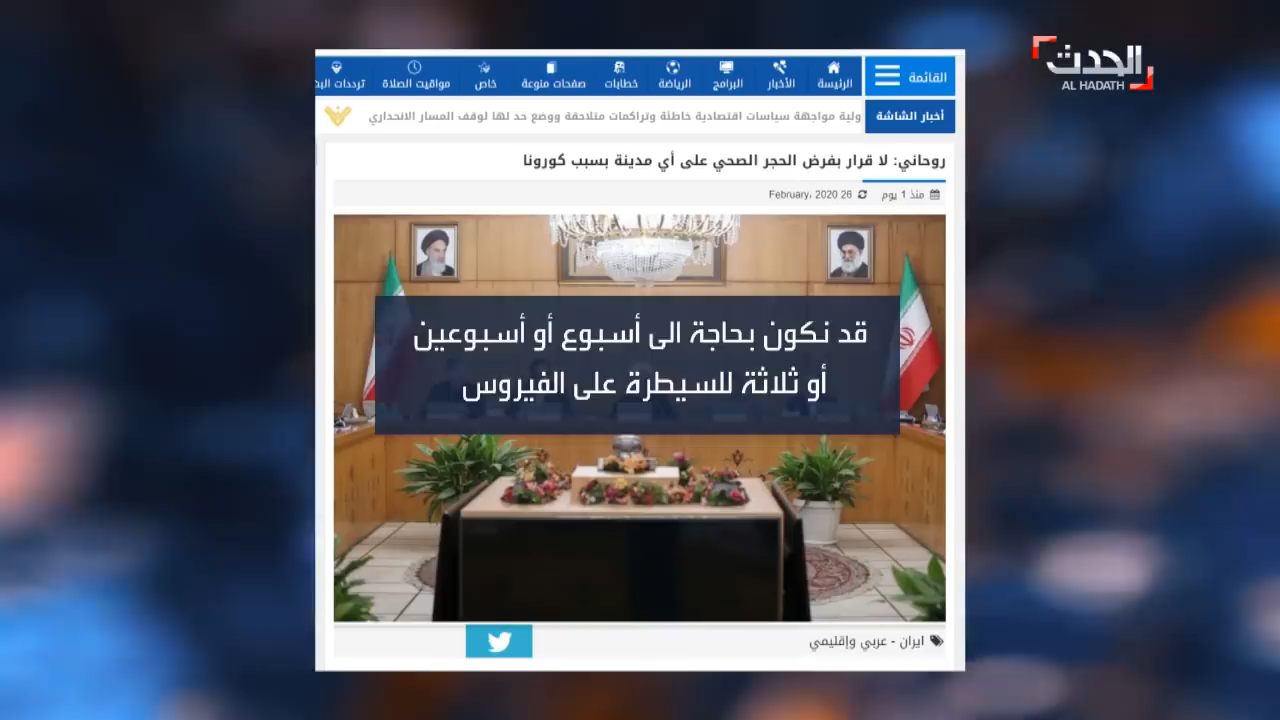 الحدث
AL HADATH
القائمة
الرئيسة
الأخبار
البرامج
الرياضة
خطابات
صفحات منوعة
خاص
مواقيت الصلاة
ترددات
أخبار الشاشة
ولية مواجهة سياسات اقتصادية خاطئة وتراكمات متلاحقة ووضع حد لها لوقف المسار الانحداري
روحاني: لا قرار بفرض الحجر الصحي على أي مدينة بسبب كورونا
منذ 1 يوم
26 February، 2020
قد نكون بحاجة الى أسبوع أو أسبوعين
أو ثلاثة للسيطرة على الفيروس
ايران - عربي وإقليمي